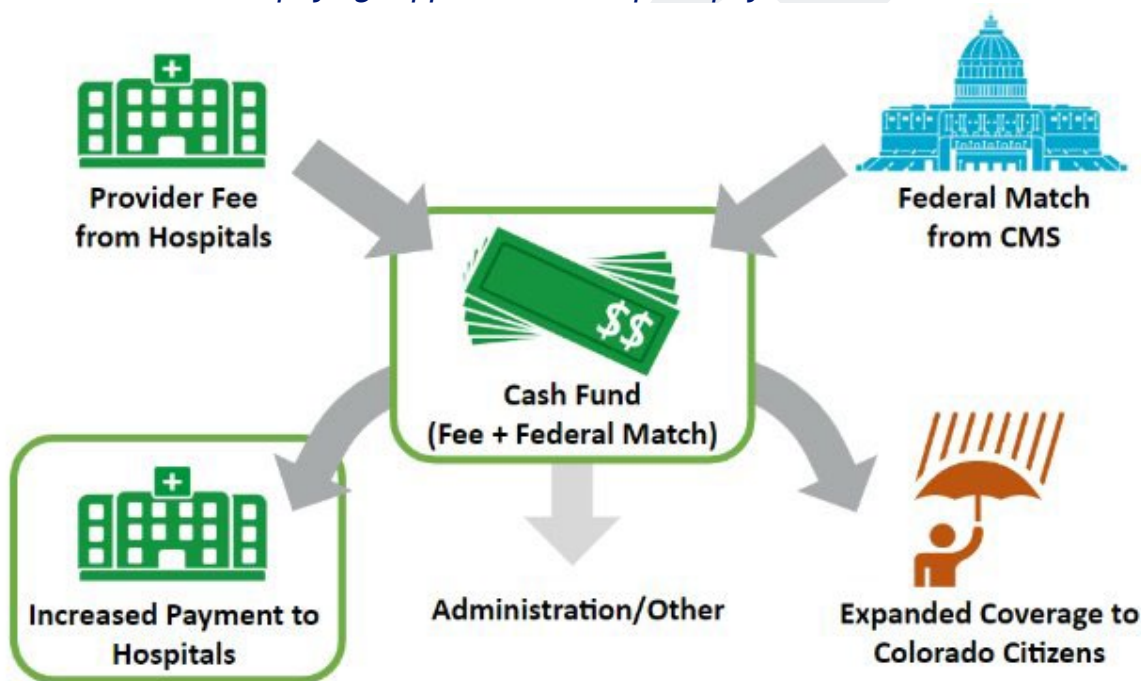 Provider Fee
from Hospitals
Federal Match
from CMS
$$
Cash Fund
(Fee + Federal Match)
Increased Payment to
Hospitals
Administration/Other
Expanded Coverage to
Colorado Citizens